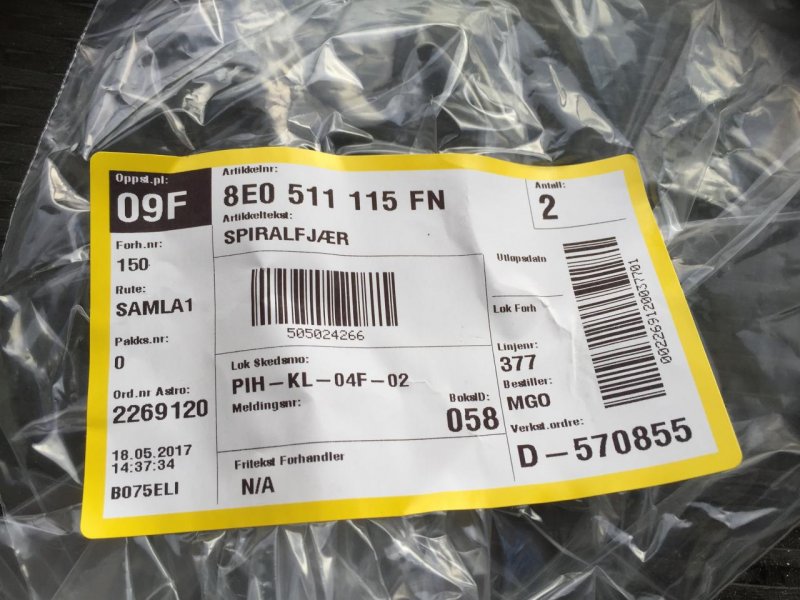 Oppst.pl:
09F
Forh.nr:
150
Rute:
SAMLA1
Pakks.nr:
0
Ord.nr Astro:
2269120
18.05.2017
14:37:34
B075ELI
Artikkelnr:
8E0 511 115 FN
Artikkeltekst:
SPIRALFJÆR
Antall:
2
505024266
Lok Skedsmo:
PIH-KL-04F-02
Meldingsnr:
BoksID:
058
Fritekst Forhandler
N/A
Utløpsdato
Lok Forh
Linjenr:
377
Bestiller:
MGO
Verkst.ordre:
D-570855
00226912003​7701